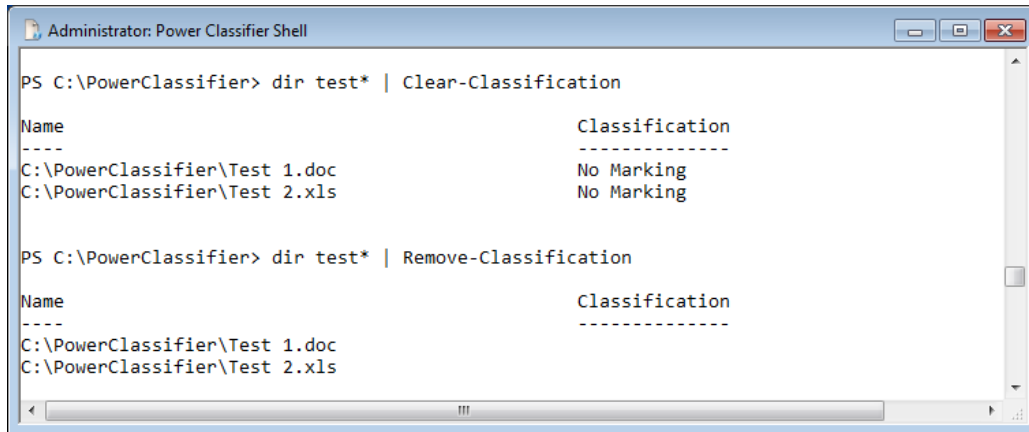 Administrator: Power Classifier Shell
PS C:\PowerClassifier> dir test* | Clear-Classification
Name Classification
---- --------------
C:\PowerClassifier\Test 1.doc No Marking
C:\PowerClassifier\Test 2.xls No Marking
PS C:\PowerClassifier> dir test* | Remove-Classification
Name Classification
---- --------------
C:\PowerClassifier\Test 1.doc
C:\PowerClassifier\Test 2.xls